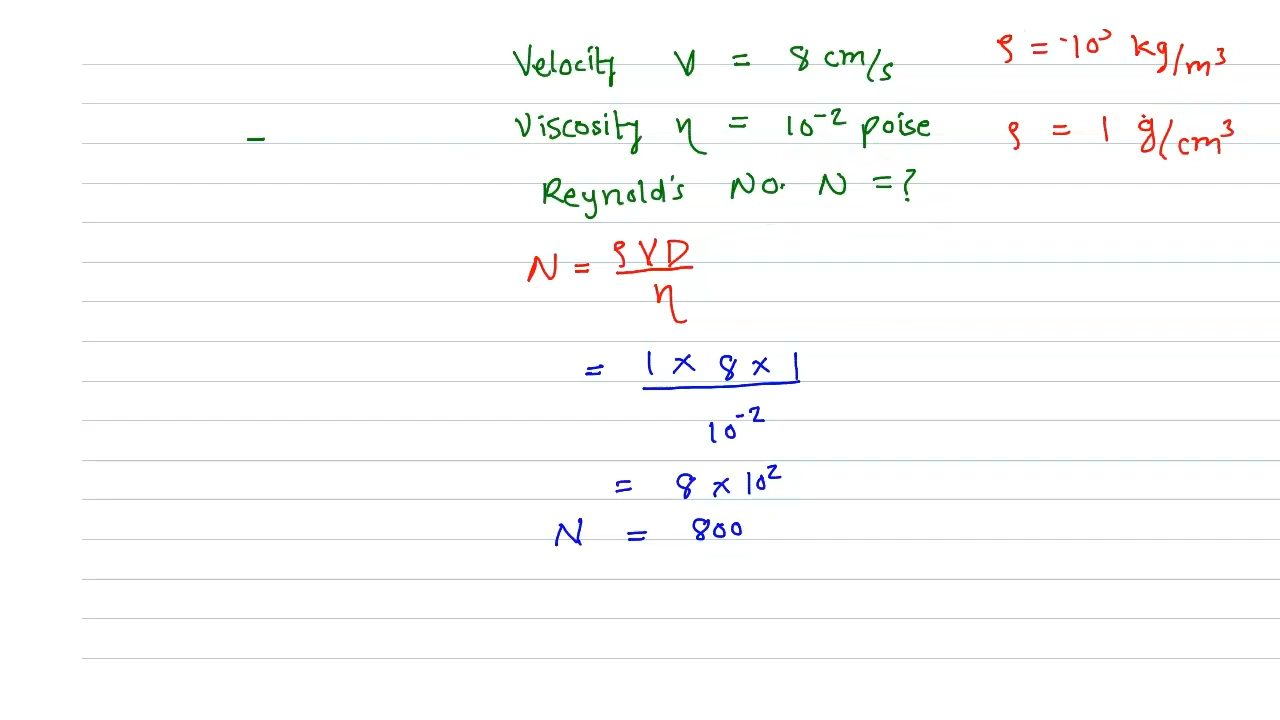 Velocity V = 8 cm/s
ρ = 10³ kg/m³
Viscosity η = 10⁻² poise
ρ = 1 g/cm³
Reynold's No. N = ?
N = ρVD/η
= 1 × 8 × 1/10⁻²
= 8 × 10²
N = 800